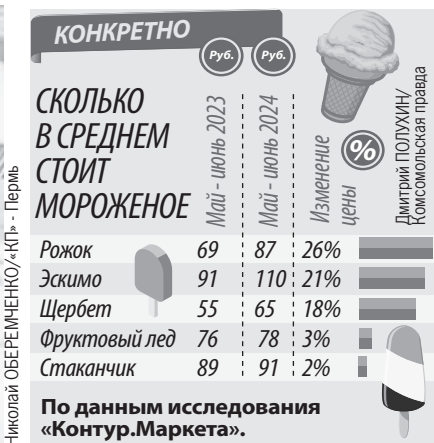 КОНКРЕТНО
Руб. Руб.
СКОЛЬКО
В СРЕДНЕМ
СТОИТ
МОРОЖЕНОЕ
Май - июнь 2023
Май - июнь 2024
Изменение
цены
%
Рожок 69 87 26%
Эскимо 91 110 21%
Щербет 55 65 18%
Фруктовый лед 76 78 3%
Стаканчик 89 91 2%
По данным исследования
«Контур.Маркета».
Дмитрий ПОЛУХИН/
Комсомольская правда
Николай ОБЕРЕМЧЕНКО/«КП» - Пермь